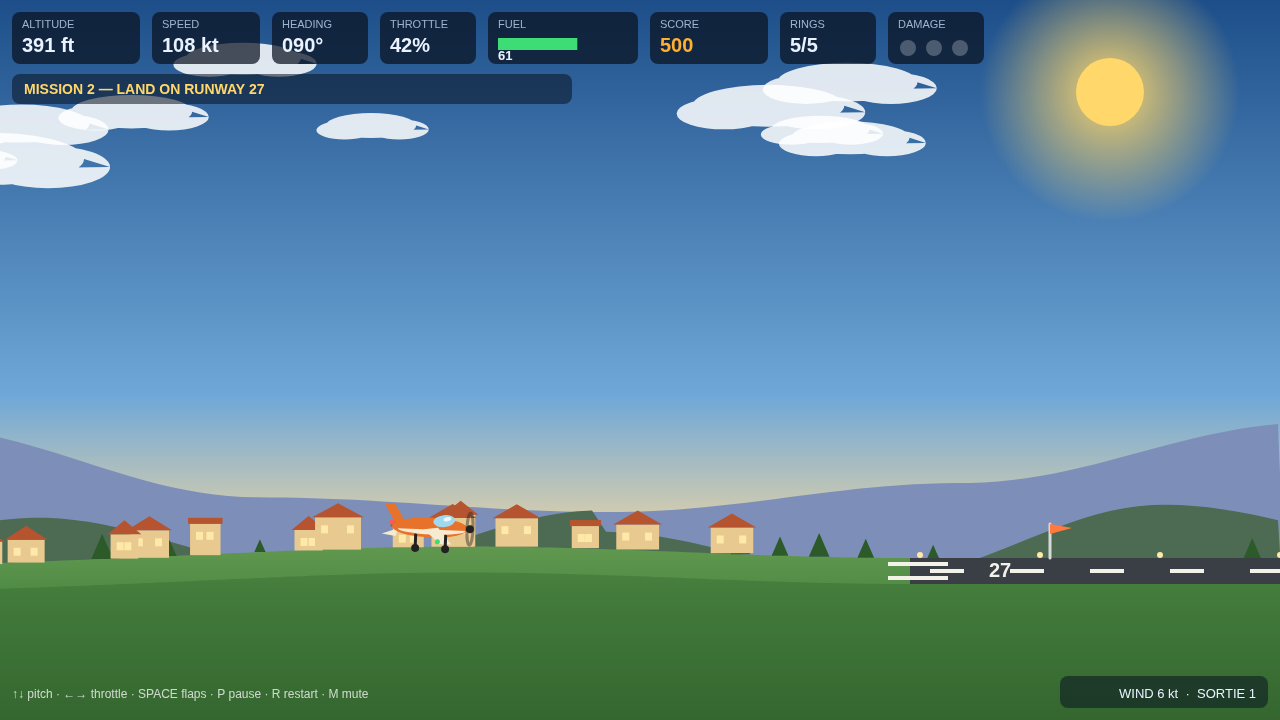 ALTITUDE
391 ft
SPEED
108 kt
HEADING
090°
THROTTLE
42%
FUEL
61
SCORE
500
RINGS
5/5
DAMAGE
MISSION 2 — LAND ON RUNWAY 27
27
↑↓ pitch · ←→ throttle · SPACE flaps · P pause · R restart · M mute
WIND 6 kt · SORTIE 1